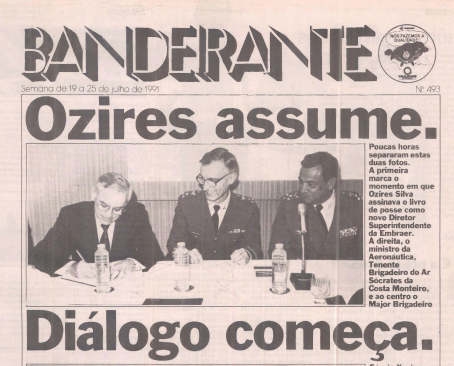 BANDEIRANTE
NÓS FAZEMOS A
QUALIDADE
Semana de 19 a 25 de julho de 1991
Nº 493
Ozires assume.
Poucas horas
separaram estas
duas fotos.
A primeira
marca o
momento em que
Ozires Silva
assinava o livro
de posse como
novo Diretor
Superintendente
da Embraer.
À direita, o
ministro da
Aeronáutica,
Tenente
Brigadeiro do Ar
Sócrates da
Costa Monteiro,
e ao centro o
Major Brigadeiro
Diálogo começa.